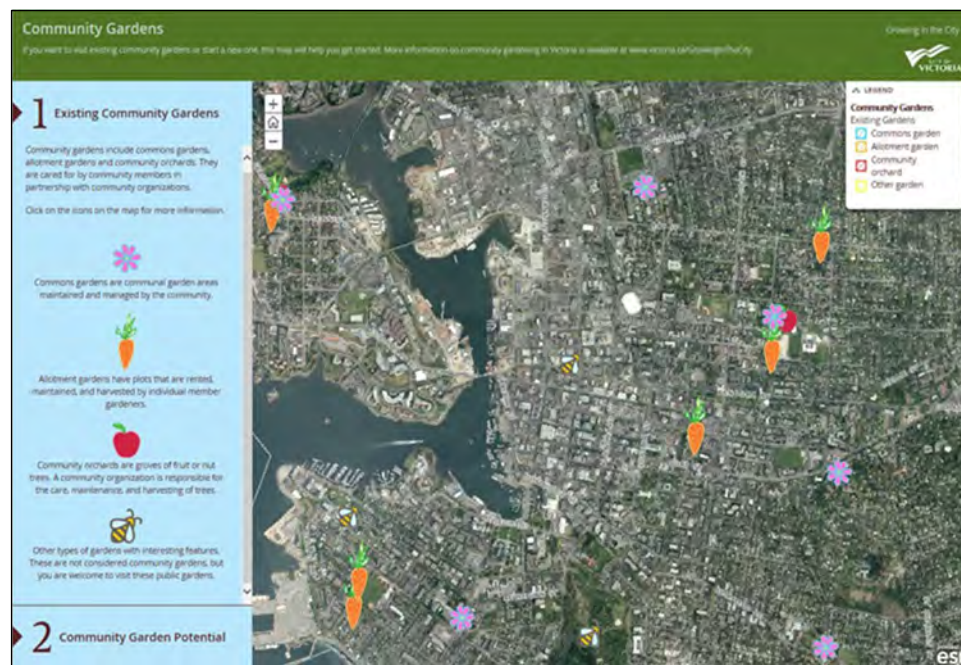 Community Gardens
Growing in the City
If you want to visit existing community gardens or start a new one, this map will help you get started. More information on community gardening in Victoria is available at www.victoria.ca/GrowingInTheCity.
CITY OF
VICTORIA
1 Existing Community Gardens
Community gardens include commons gardens,
allotment gardens and community orchards. They
are cared for by community members in
partnership with community organizations.
Click on the icons on the map for more information.
Commons gardens are communal garden areas
maintained and managed by the community.
Allotment gardens have plots that are rented,
maintained, and harvested by individual member
gardeners.
Community orchards are groves of fruit or nut
trees. A community organization is responsible for
the care, maintenance, and harvesting of trees.
Other types of gardens with interesting features.
These are not considered community gardens, but
you are welcome to visit these public gardens.
2 Community Garden Potential
LEGEND
Community Gardens
Existing Gardens
Commons garden
Allotment garden
Community
orchard
Other garden